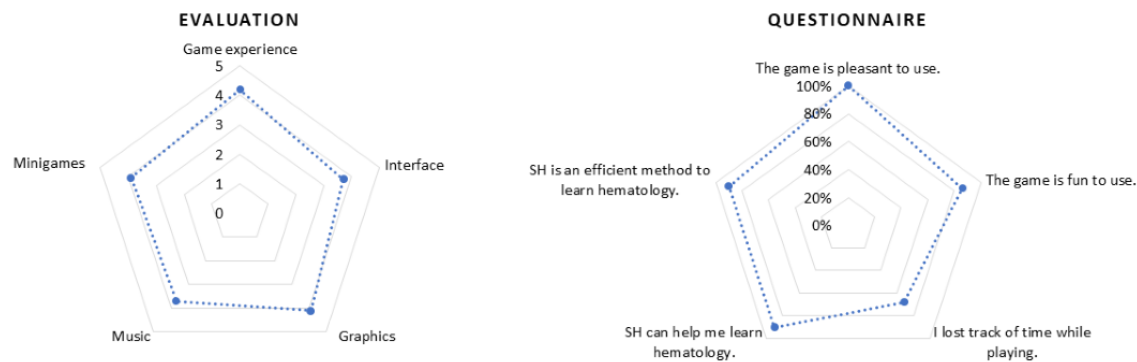 EVALUATION
Game experience
5
4
3
2
1
0
Minigames
Interface
Music
Graphics
QUESTIONNAIRE
The game is pleasant to use.
100%
80%
60%
40%
20%
0%
SH is an efficient method to
learn hematology.
The game is fun to use.
SH can help me learn
hematology.
I lost track of time while
playing.